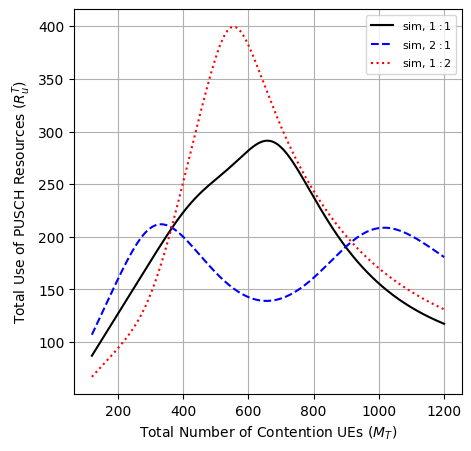 Total Use of PUSCH Resources ($R_u^T$)
400
350
300
250
200
150
100
sim, 1 : 1
sim, 2 : 1
sim, 1 : 2
200 400 600 800 1000 1200
Total Number of Contention UEs ($M_T$)